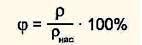 φ = ρ / ρнас · 100%